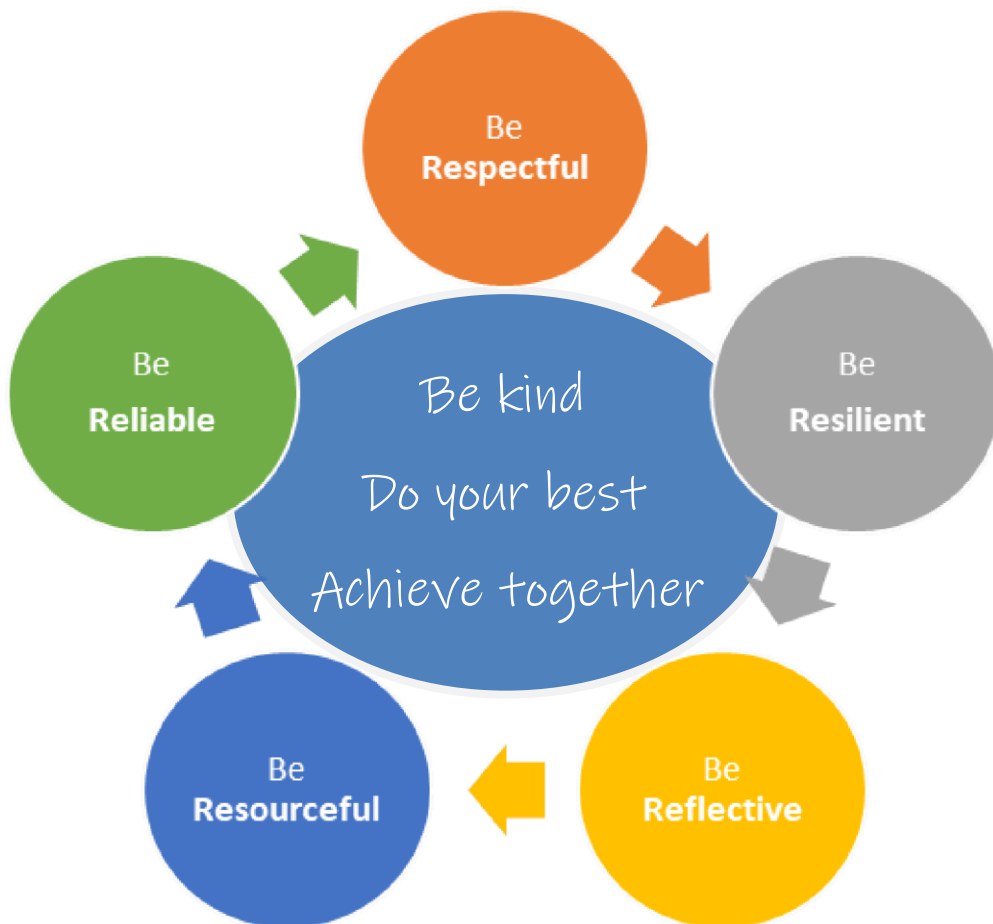 Be
Respectful
Be
Resilient
Be
Reflective
Be
Resourceful
Be
Reliable
Be kind
Do your best
Achieve together